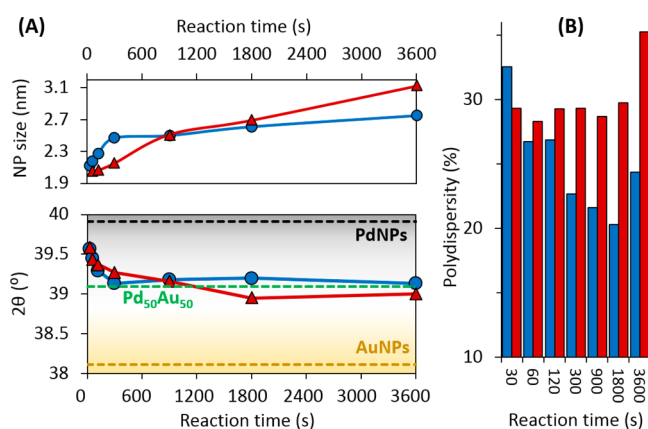 (A)
Reaction time (s)
0 600 1200 1800 2400 3000 3600
NP size (nm)
3.1
2.7
2.3
1.9
2θ (⁰)
40
39.5
39
38.5
38
PdNPs
Pd₅₀Au₅₀
AuNPs
0 600 1200 1800 2400 3000 3600
Reaction time (s)
(B)
Polydispersity (%)
30
20
10
30 60 120 300 900 1800 3600
Reaction time (s)